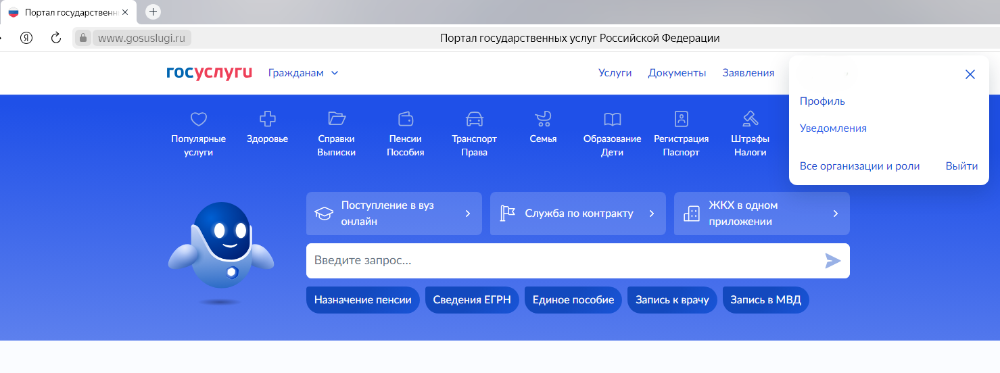 Портал государственн
www.gosuslugi.ru
Портал государственных услуг Российской Федерации
госуслуги
Гражданам
Услуги
Документы
Заявления
Профиль
Уведомления
Все организации и роли
Выйти
Популярные
услуги
Здоровье
Справки
Выписки
Пенсии
Пособия
Транспорт
Права
Семья
Образование
Дети
Регистрация
Паспорт
Штрафы
Налоги
Поступление в вуз
онлайн
Служба по контракту
ЖКХ в одном
приложении
Введите запрос...
Назначение пенсии
Сведения ЕГРН
Единое пособие
Запись к врачу
Запись в МВД